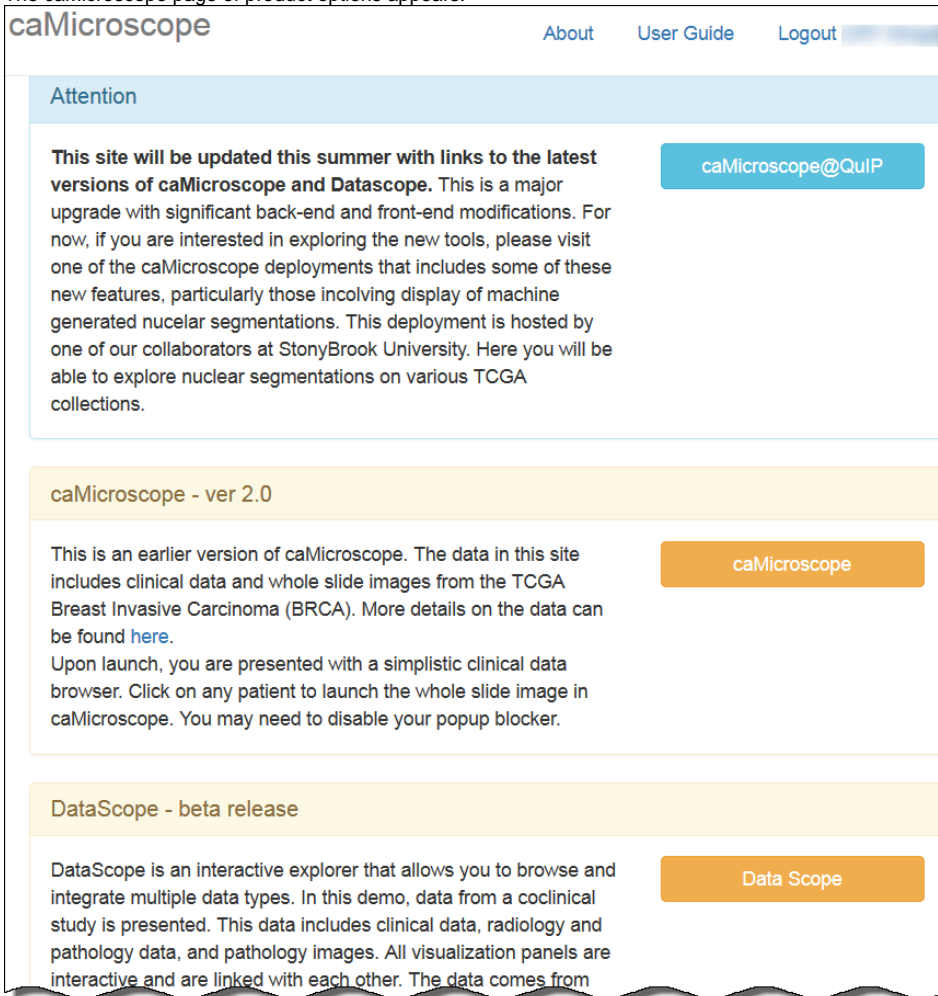 The caMicroscope page of product options appears.
caMicroscope
About User Guide Logout
Attention
This site will be updated this summer with links to the latest
versions of caMicroscope and Datascope. This is a major
upgrade with significant back-end and front-end modifications. For
now, if you are interested in exploring the new tools, please visit
one of the caMicroscope deployments that includes some of these
new features, particularly those incolving display of machine
generated nucelar segmentations. This deployment is hosted by
one of our collaborators at StonyBrook University. Here you will be
able to explore nuclear segmentations on various TCGA
collections.
caMicroscope@QuIP
caMicroscope - ver 2.0
This is an earlier version of caMicroscope. The data in this site
includes clinical data and whole slide images from the TCGA
Breast Invasive Carcinoma (BRCA). More details on the data can
be found here.
Upon launch, you are presented with a simplistic clinical data
browser. Click on any patient to launch the whole slide image in
caMicroscope. You may need to disable your popup blocker.
caMicroscope
DataScope - beta release
DataScope is an interactive explorer that allows you to browse and
integrate multiple data types. In this demo, data from a coclinical
study is presented. This data includes clinical data, radiology and
pathology data, and pathology images. All visualization panels are
interactive and are linked with each other. The data comes from
Data Scope